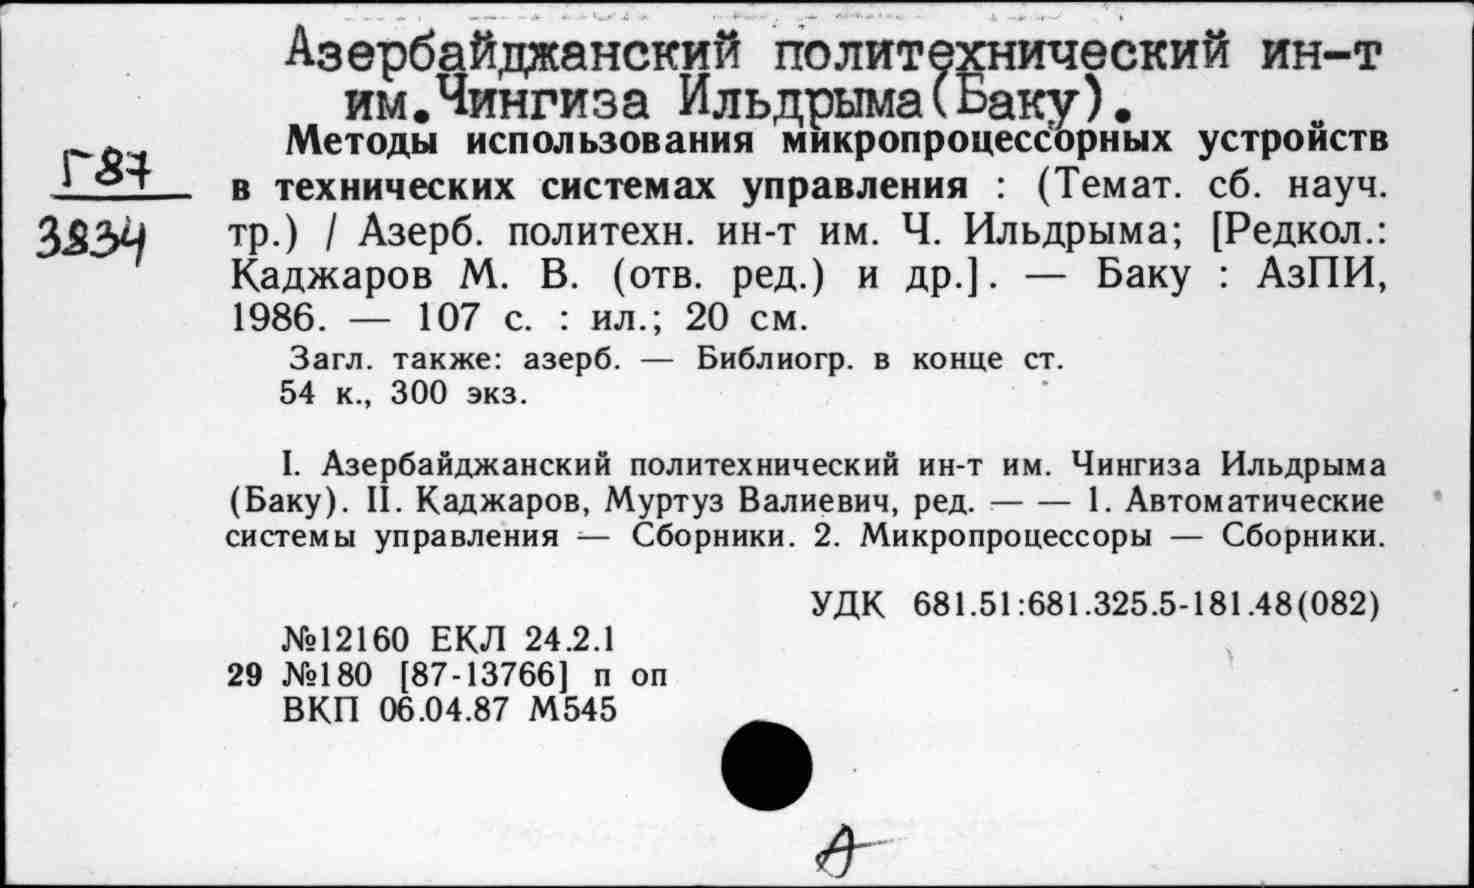 Азербайджанский политехнический ин-т
им.Чингиза Ильдрыма(Баку).
Методы использования микропроцессорных устройств
Г87
в технических системах управления : (Темат. сб. науч.
3834
тр.) / Азерб. политехн. ин-т им. Ч. Ильдрыма; [Редкол.:
Каджаров М. В. (отв. ред.) и др.]. — Баку : АзПИ,
1986. — 107 с. : ил.; 20 см.
Загл. также: азерб. — Библиогр. в конце ст.
54 к., 300 экз.
I. Азербайджанский политехнический ин-т им. Чингиза Ильдрыма
(Баку). II. Каджаров, Муртуз Валиевич, ред. — — 1. Автоматические
системы управления — Сборники. 2. Микропроцессоры — Сборники.
УДК 681.51:681.325.5-181.48(082)
№12160 ЕКЛ 24.2.1
29 №180 [87-13766] п оп
ВКП 06.04.87 М545
А